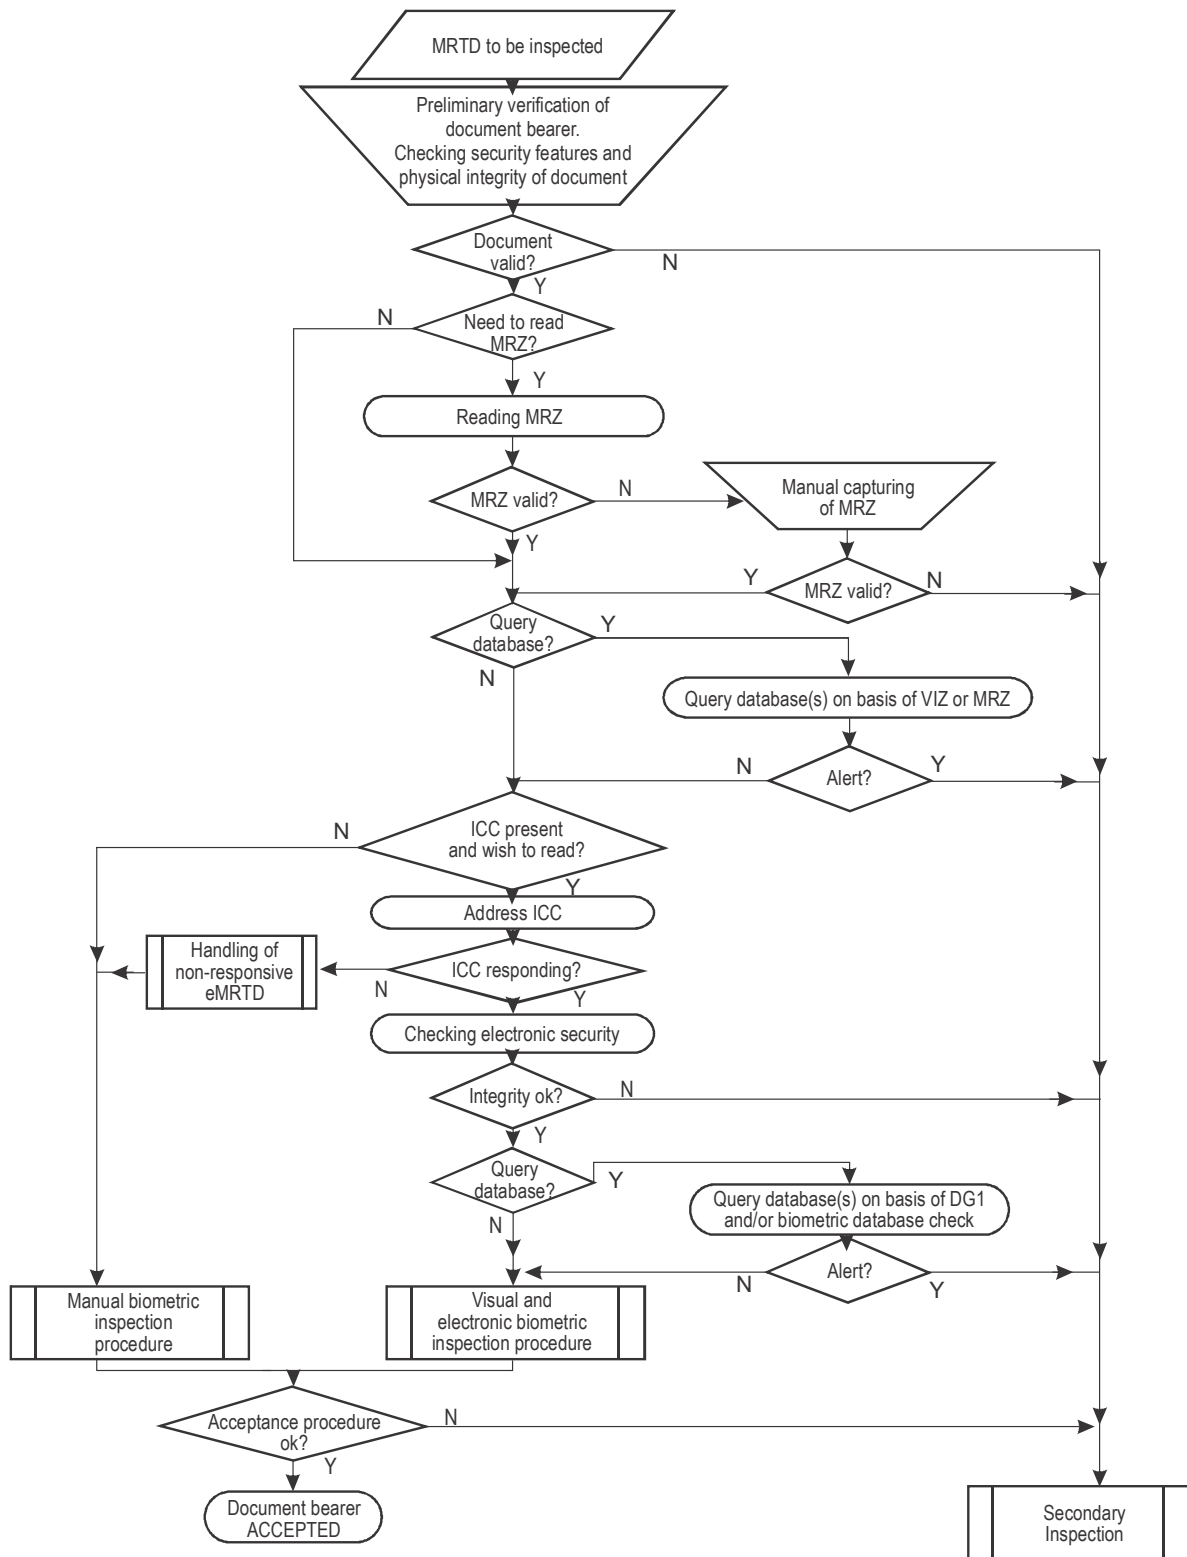 MRTD to be inspected
Preliminary verification of
document bearer.
Checking security features and
physical integrity of document
Document
valid?
N
Y
N
Need to read
MRZ?
Y
Reading MRZ
MRZ valid?
N
Manual capturing
of MRZ
Y
Y
MRZ valid?
N
Query
database?
Y
N
Query database(s) on basis of VIZ or MRZ
N
Alert?
Y
N
ICC present
and wish to read?
Y
Address ICC
Handling of
non-responsive
eMRTD
ICC responding?
N
Y
Checking electronic security
Integrity ok?
N
Y
Query
database?
Y
N
Query database(s) on basis of DG1
and/or biometric database check
N
Alert?
Y
Manual biometric
inspection
procedure
Visual and
electronic biometric
inspection procedure
Acceptance procedure
ok?
N
Y
Document bearer
ACCEPTED
Secondary
Inspection